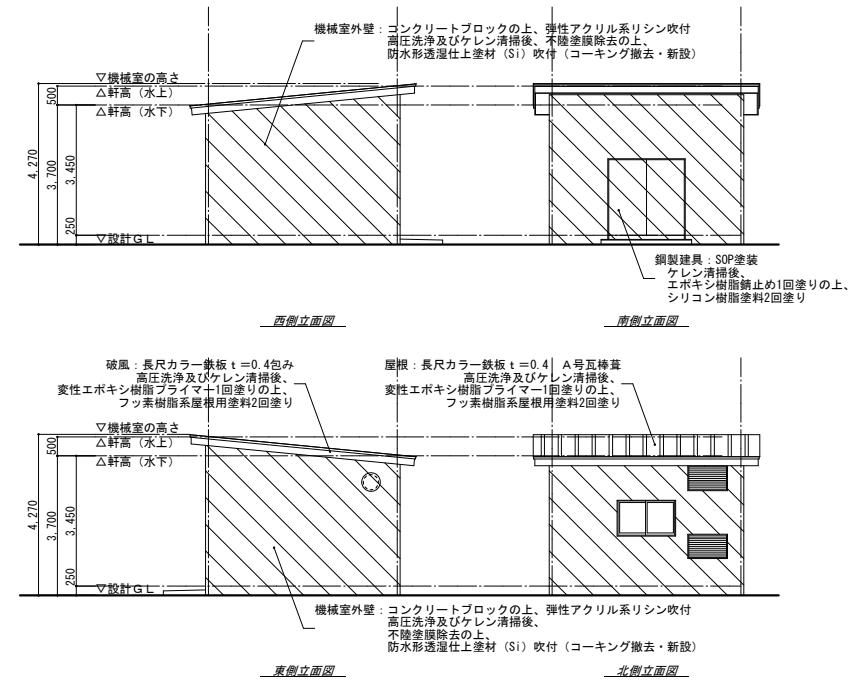 機械室外壁：コンクリートブロックの上、弾性アクリル系リシン吹付
高圧洗浄及びケレン清掃後、不陸塗膜除去の上、
防水形透湿仕上塗材（Si）吹付（コーキング撤去・新設）
▽機械室の高さ
△軒高（水上）
△軒高（水下）
500
4,270
3,700
3,450
250
▽設計ＧＬ
鋼製建具：SOP塗装
ケレン清掃後、
エポキシ樹脂錆止め1回塗りの上、
シリコン樹脂塗料2回塗り
西側立面図
南側立面図
破風：長尺カラー鉄板ｔ＝0.4包み
高圧洗浄及びケレン清掃後、
変性エポキシ樹脂プライマー1回塗りの上、
フッ素樹脂系屋根用塗料2回塗り
屋根：長尺カラー鉄板ｔ＝0.4　Ａ号瓦棒葺
高圧洗浄及びケレン清掃後、
変性エポキシ樹脂プライマー1回塗りの上、
フッ素樹脂系屋根用塗料2回塗り
▽機械室の高さ
△軒高（水上）
△軒高（水下）
500
4,270
3,700
3,450
250
▽設計ＧＬ
機械室外壁：コンクリートブロックの上、弾性アクリル系リシン吹付
高圧洗浄及びケレン清掃後、
不陸塗膜除去の上、
防水形透湿仕上塗材（Si）吹付（コーキング撤去・新設）
東側立面図
北側立面図